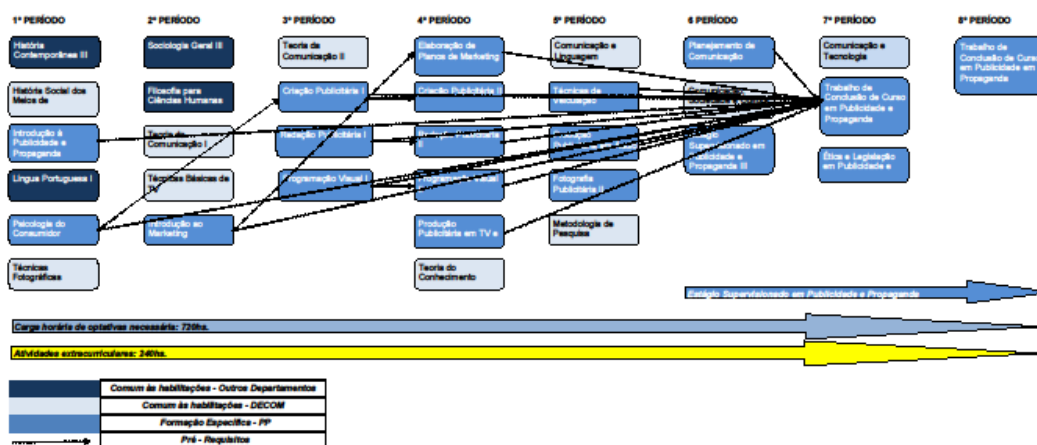 1º PERÍODO
2º PERÍODO
3º PERÍODO
4º PERÍODO
5º PERÍODO
6 PERÍODO
7º PERÍODO
8º PERÍODO
História
Contemporânea III
Sociologia Geral III
Teoria da
Comunicação II
Elaboração de
Planos de Marketing
Comunicação e
Linguagem
Planejamento de
Comunicação
Comunicação e
Tecnologia
Trabalho de
Conclusão de Curso
em Publicidade em
Propaganda
História Social dos
Meios de
Filosofia para
Ciências Humanas
Criação Publicitária I
Criação Publicitária II
Técnicas de
Veiculação
Trabalho de
Conclusão de Curso
em Publicidade e
Propaganda
Introdução à
Publicidade e
Propaganda
Teoria da
Comunicação I
Redação Publicitária I
II
Supervisionado em
Publicidade e
Propaganda III
Ética e Legislação
em Publicidade e
Língua Portuguesa I
Técnicas Básicas de
TV
Programação Visual I
Fotografia
Publicitária II
Psicologia do
Consumidor
Introdução ao
Marketing
Produção
Publicitária em TV e
Metodologia de
Pesquisa
Técnicas
Fotográficas
Teoria do
Conhecimento
Estágio Supervisionado em Publicidade e Propaganda
Carga horária de optativas necessária: 720hs.
Atividades extracurriculares: 240hs.
Comum às habilitações - Outros Departamentos
Comum às habilitações - DECOM
Formação Específica - PP
Pré - Requisitos